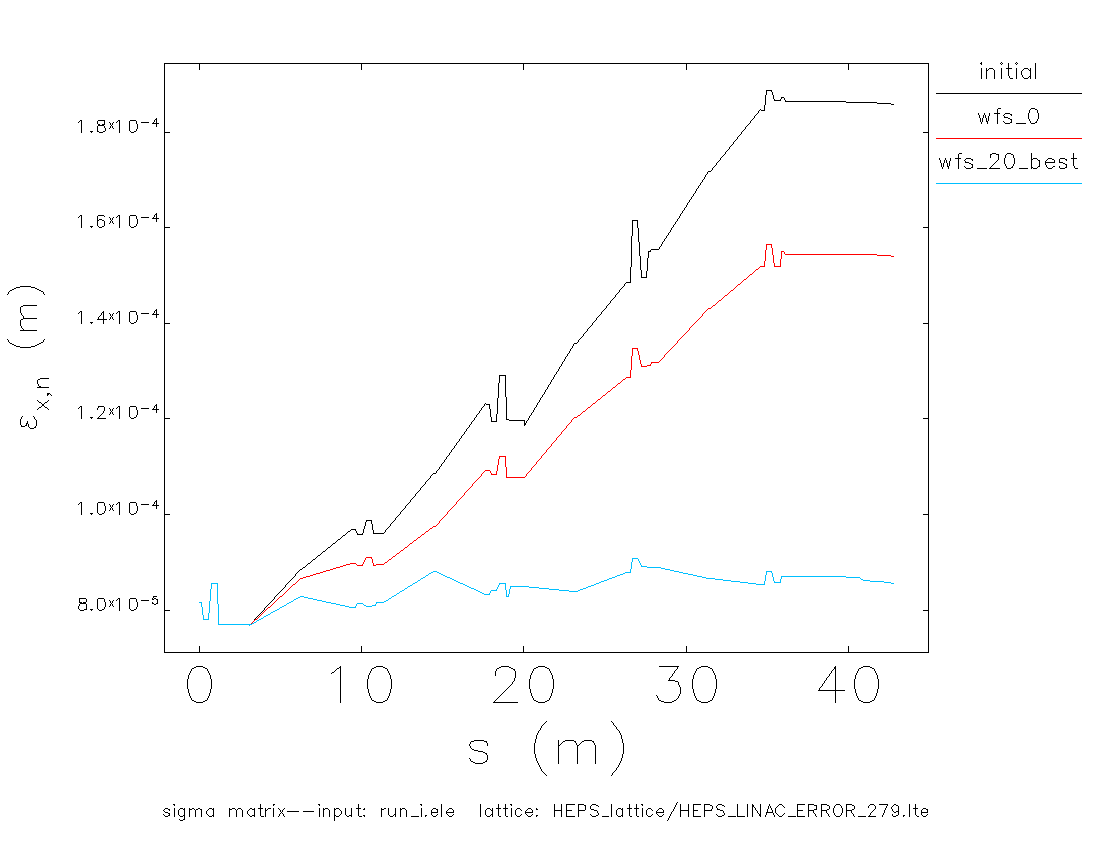 initial
wfs_0
wfs_20_best
1.8×10-4
1.6×10-4
1.4×10-4
1.2×10-4
1.0×10-4
8.0×10-5
εx,n (m)
0 10 20 30 40
s (m)
sigma matrix--input: run_i.ele lattice: HEPS_lattice/HEPS_LINAC_ERROR_279.lte